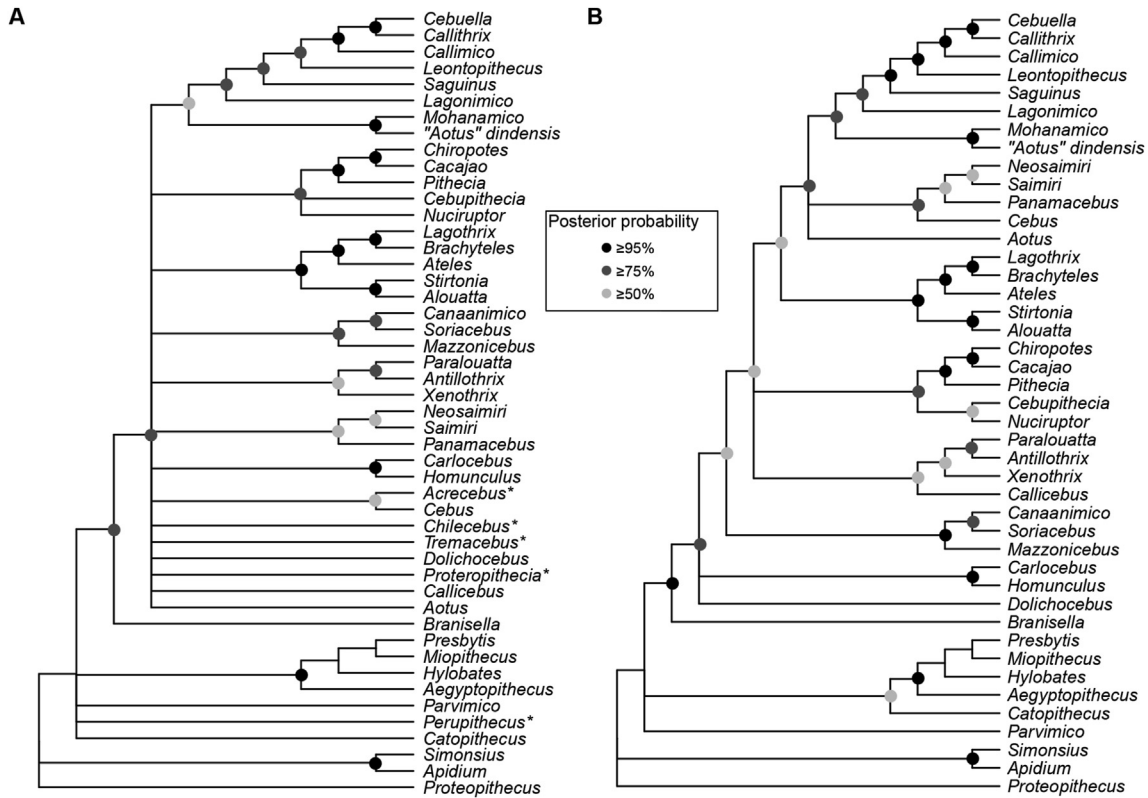 A
Cebuella
Callithrix
Callimico
Leontopithecus
Saguinus
Lagonimico
Mohanamico
"Aotus" dindensis
Chiropotes
Cacajao
Pithecia
Cebupithecia
Nuciruptor
Lagothrix
Brachyteles
Ateles
Stirtonia
Alouatta
Canaanimico
Soriacebus
Mazzonicebus
Paralouatta
Antillothrix
Xenothrix
Neosaimiri
Saimiri
Panamacebus
Carlocebus
Homunculus
Acrecebus*
Cebus
Chilecebus*
Tremacebus*
Dolichocebus
Proteropithecia*
Callicebus
Aotus
Branisella
Presbytis
Miopithecus
Hylobates
Aegyptopithecus
Parvimico
Perupithecus*
Catopithecus
Simonsius
Apidium
Proteopithecus
Posterior probability
≥95%
≥75%
≥50%
B
Cebuella
Callithrix
Callimico
Leontopithecus
Saguinus
Lagonimico
Mohanamico
"Aotus" dindensis
Neosaimiri
Saimiri
Panamacebus
Cebus
Aotus
Lagothrix
Brachyteles
Ateles
Stirtonia
Alouatta
Chiropotes
Cacajao
Pithecia
Cebupithecia
Nuciruptor
Paralouatta
Antillothrix
Xenothrix
Callicebus
Canaanimico
Soriacebus
Mazzonicebus
Carlocebus
Homunculus
Dolichocebus
Branisella
Presbytis
Miopithecus
Hylobates
Aegyptopithecus
Catopithecus
Parvimico
Simonsius
Apidium
Proteopithecus